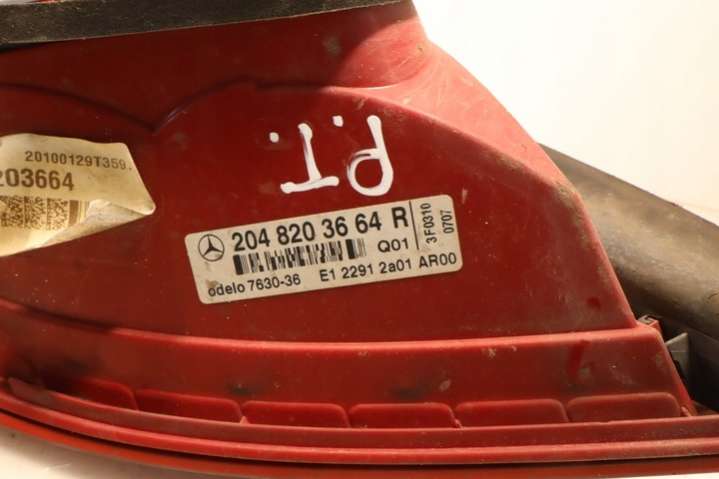 P.T.
20100129T359
203664
204 820 36 64 R
Q01
odelo 7630-36 E1 2291 2a01 AR00
3F0310
0707